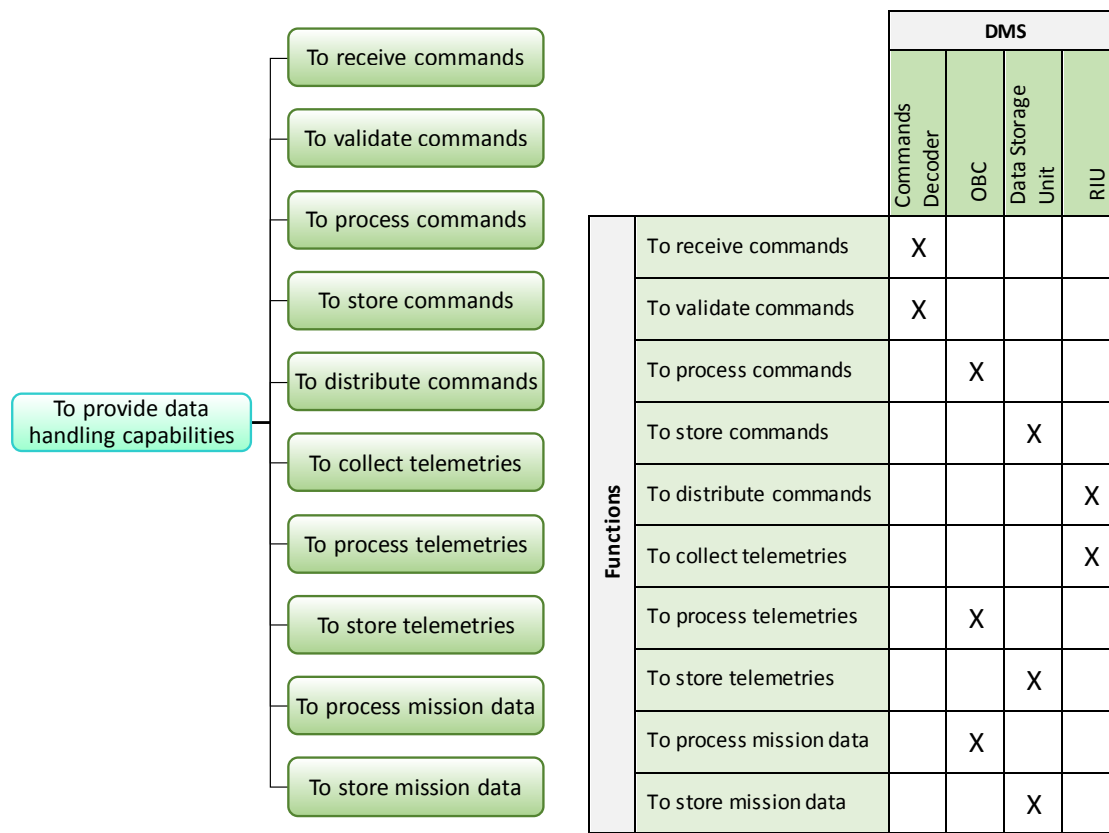 To receive commands
To validate commands
To process commands
To store commands
To distribute commands
To provide data
handling capabilities
To collect telemetries
To process telemetries
To store telemetries
To process mission data
To store mission data
DMS
Commands
Decoder
OBC
Data Storage
Unit
RIU
Functions
To receive commands X
To validate commands X
To process commands X
To store commands X
To distribute commands X
To collect telemetries X
To process telemetries X
To store telemetries X
To process mission data X
To store mission data X